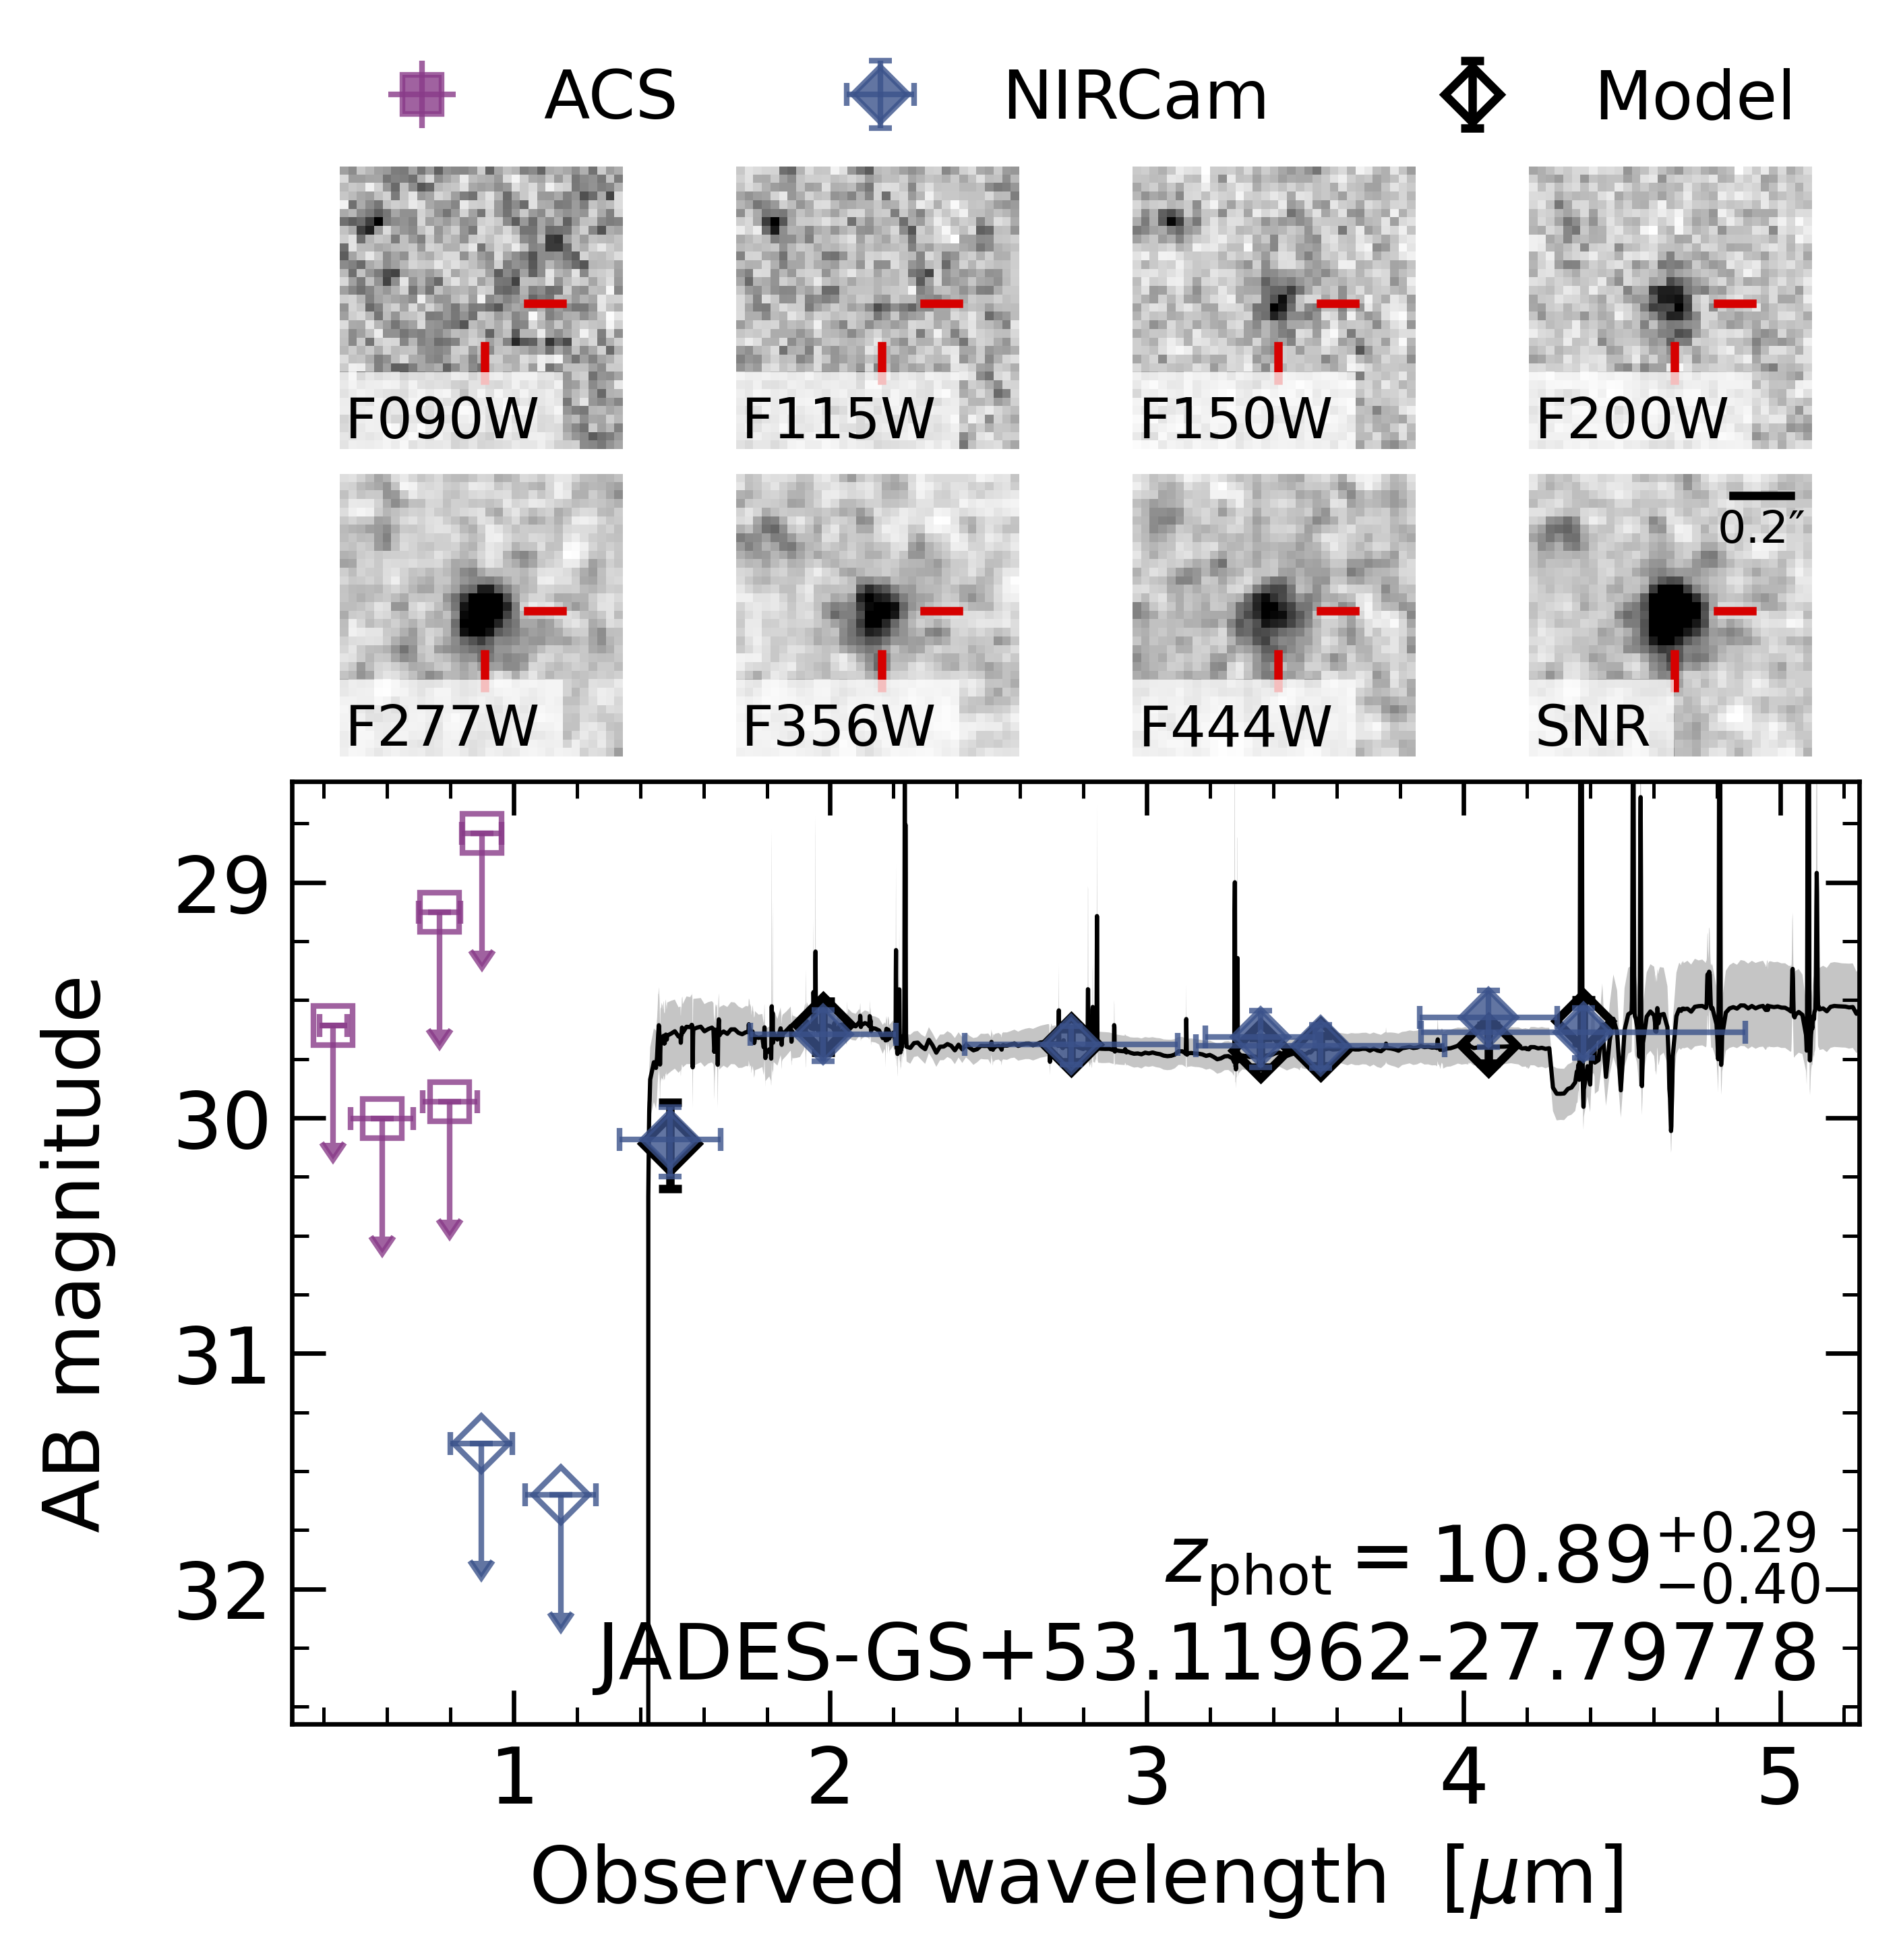 ACS NIRCam Model
F090W F115W F150W F200W
0.2″
F277W F356W F444W SNR
29
30
31
32
AB magnitude
z_phot = 10.89 +0.29 −0.40
JADES-GS+53.11962-27.79778
1 2 3 4 5
Observed wavelength [μm]